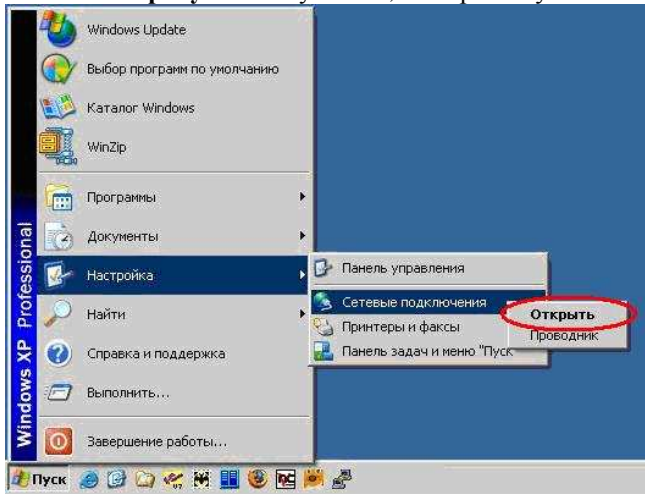 Windows Update
Выбор программ по умолчанию
Каталог Windows
WinZip
Программы
Документы
Настройка
Найти
Справка и поддержка
Выполнить...
Завершение работы...
Windows XP Professional
Панель управления
Сетевые подключения
Принтеры и факсы
Панель задач и меню "Пуск"
Открыть
Проводник
Пуск